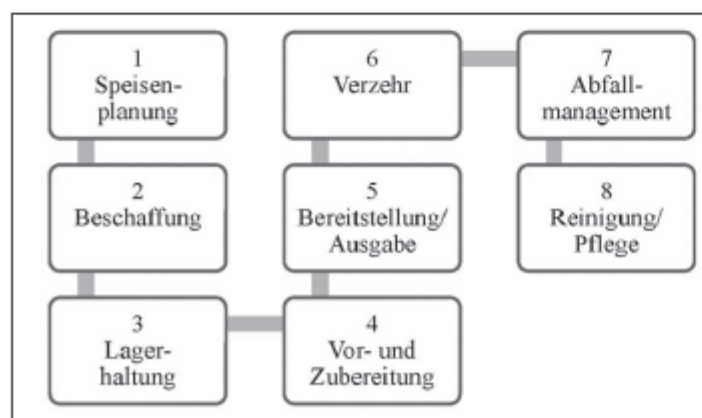 1
Speisen-
planung
2
Beschaffung
3
Lager-
haltung
4
Vor- und
Zubereitung
5
Bereitstellung/
Ausgabe
6
Verzehr
7
Abfall-
management
8
Reinigung/
Pflege